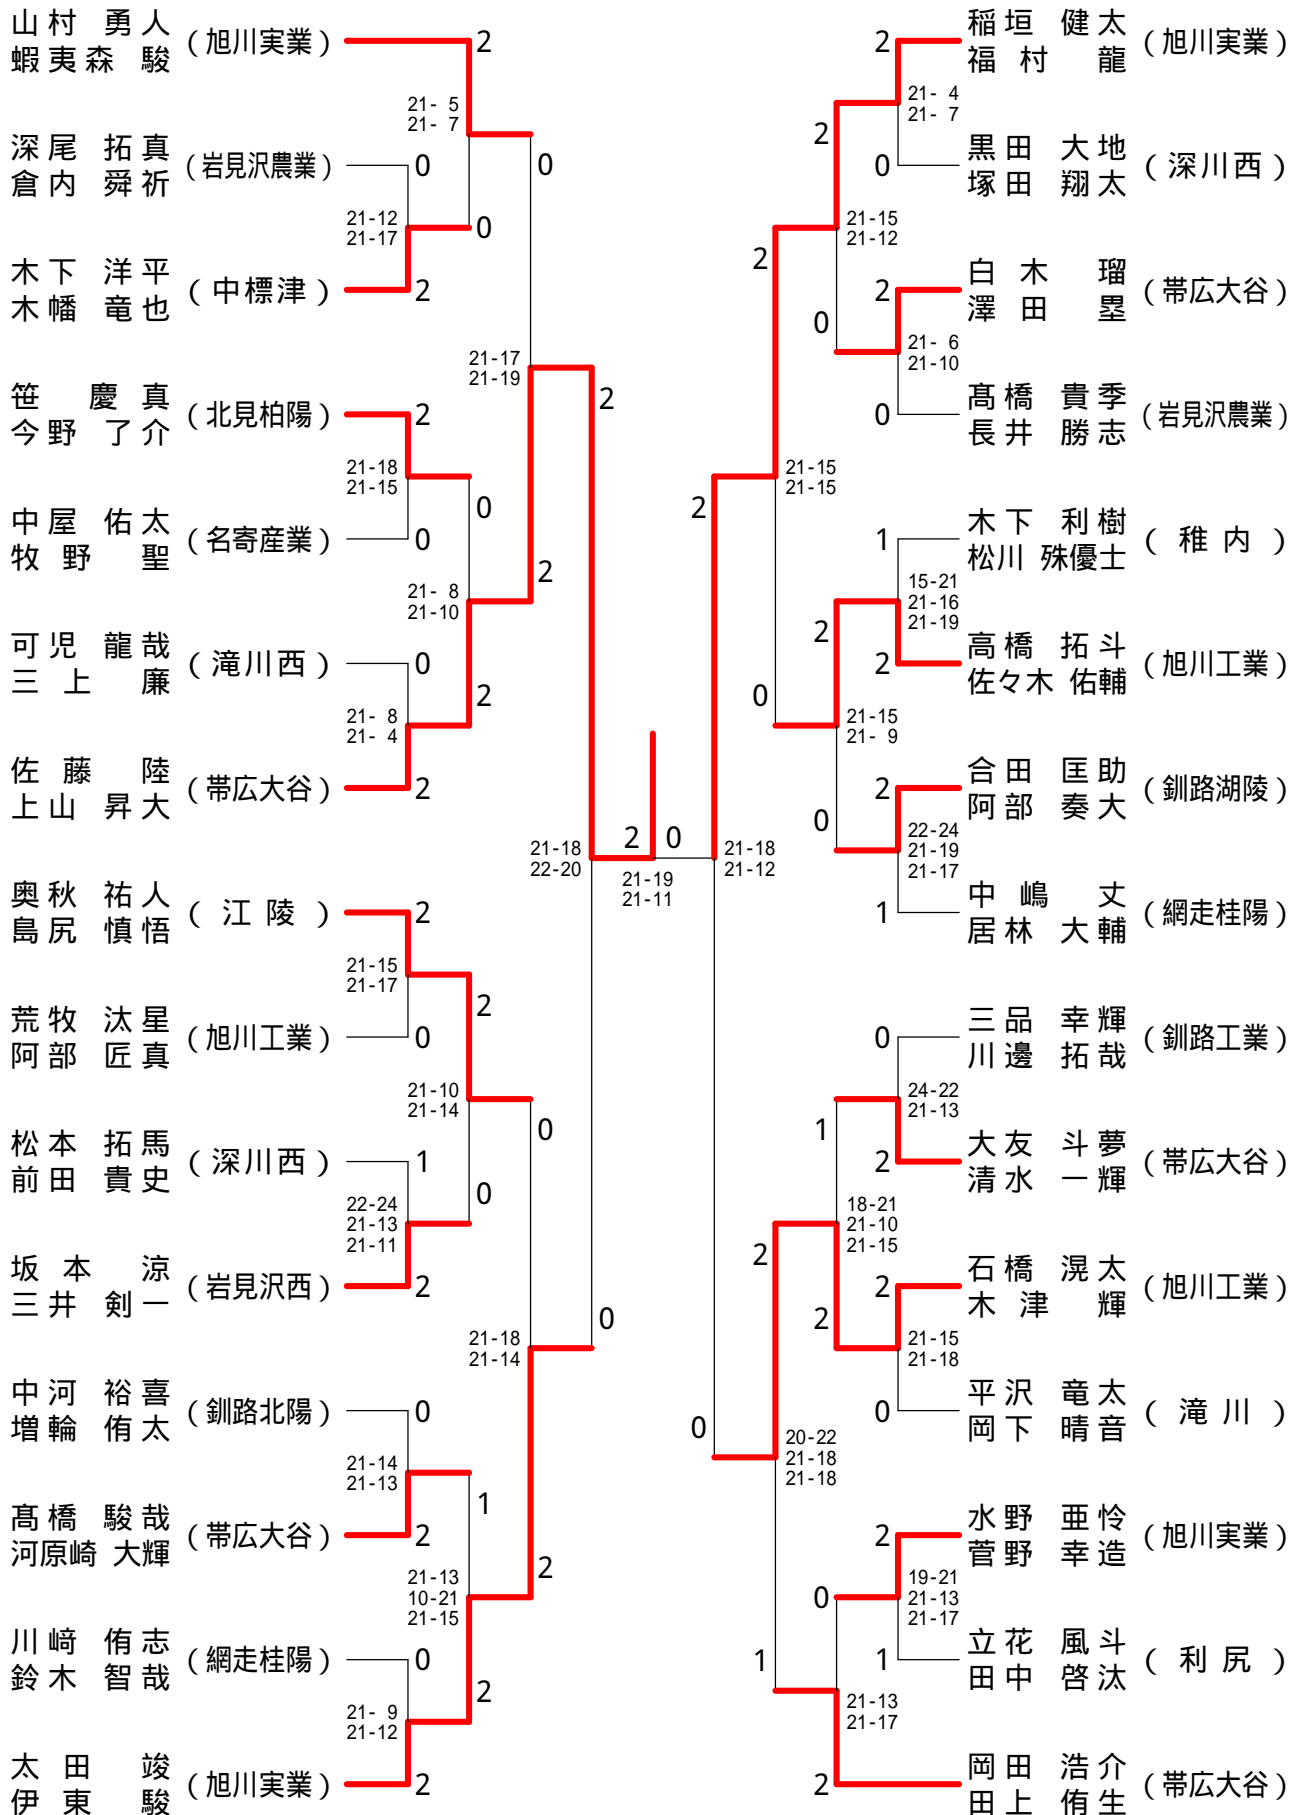 山村 勇人
蝦夷森 駿
(旭川実業)
2
21- 5
21- 7
深尾 拓真
倉内 舜祈
(岩見沢農業)
0
0
21-12
21-17
0
木下 洋平
木幡 竜也
(中標津)
2
21-17
21-19
2
笹 慶真
今野 了介
(北見柏陽)
2
21-18
21-15
0
中屋 佑太
牧野 聖
(名寄産業)
0
2
21- 8
21-10
可児 龍哉
三上 廉
(滝川西)
0
2
21- 8
21- 4
佐藤 陸
上山 昇大
(帯広大谷)
2
21-18
22-20
奥秋 祐人
島尻 慎悟
(江陵)
2
21-15
21-17
2
荒牧 汰星
阿部 匠真
(旭川工業)
0
21-10
21-14
0
松本 拓馬
前田 貴史
(深川西)
1
0
22-24
21-13
21-11
坂本 涼
三井 剣一
(岩見沢西)
2
0
21-18
21-14
中河 裕喜
増輪 侑太
(釧路北陽)
0
21-14
21-13
1
髙橋 駿哉
河原崎 大輝
(帯広大谷)
2
2
21-13
10-21
21-15
川﨑 侑志
鈴木 智哉
(網走桂陽)
0
2
21- 9
21-12
太田 竣
伊東 駿
(旭川実業)
2
2
0
21-19
21-11
2
稲垣 健太
福村 龍
(旭川実業)
21- 4
21- 7
2
0
黒田 大地
塚田 翔太
(深川西)
21-15
21-12
2
2
白木 瑠
澤田 塁
(帯広大谷)
0
21- 6
21-10
0
髙橋 貴季
長井 勝志
(岩見沢農業)
21-15
21-15
2
1
木下 利樹
松川 殊優士
(稚内)
15-21
21-16
21-19
2
2
高橋 拓斗
佐々木 佑輔
(旭川工業)
0
21-15
21- 9
2
合田 匡助
阿部 奏大
(釧路湖陵)
0
22-24
21-19
21-17
21-18
21-12
1
中嶋 丈
居林 大輔
(網走桂陽)
0
三品 幸輝
川邊 拓哉
(釧路工業)
24-22
21-13
1
2
大友 斗夢
清水 一輝
(帯広大谷)
18-21
21-10
21-15
2
2
石橋 滉太
木津 輝
(旭川工業)
2
21-15
21-18
0
平沢 竜太
岡下 晴音
(滝川)
0
20-22
21-18
21-18
2
水野 亜怜
菅野 幸造
(旭川実業)
0
19-21
21-13
21-17
1
1
立花 風斗
田中 啓汰
(利尻)
21-13
21-17
2
岡田 浩介
田上 侑生
(帯広大谷)